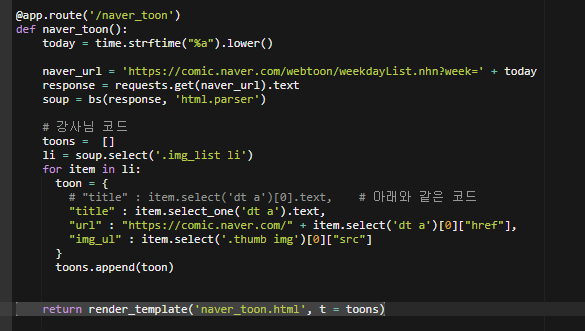 @app.route('/naver_toon')
def naver_toon():
    today = time.strftime("%a").lower()

    naver_url = 'https://comic.naver.com/webtoon/weekdayList.nhn?week=' + today
    response = requests.get(naver_url).text
    soup = bs(response, 'html.parser')

    # 강사님 코드
    toons =  []
    li = soup.select('.img_list li')
    for item in li:
      toon = {
        # "title" : item.select('dt a')[0].text,    # 아래와 같은 코드
        "title" : item.select_one('dt a').text,
        "url" : "https://comic.naver.com/" + item.select('dt a')[0]["href"],
        "img_ul" : item.select('.thumb img')[0]["src"]
      }
      toons.append(toon)

    return render_template('naver_toon.html', t = toons)